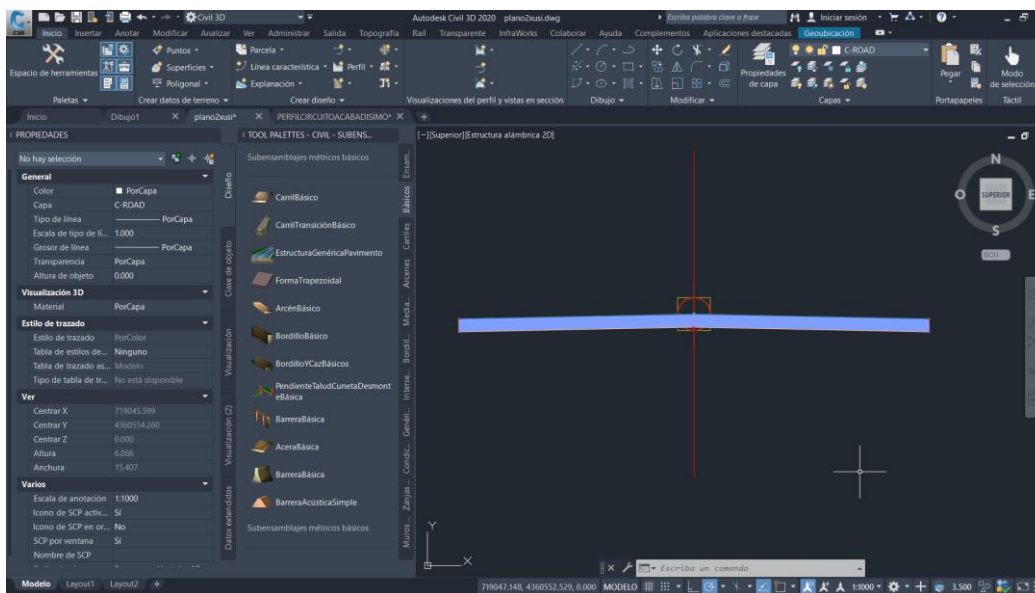 Civil 3D
Autodesk Civil 3D 2020 plano2xusi.dwg
Escriba palabra clave o frase
Iniciar sesión
Inicio Insertar Anotar Modificar Analizar Ver Administrar Salida Topografía Rail Transparente InfraWorks Colaborar Ayuda Complemento Aplicaciones destacadas Geoubicación
Espacio de herramientas
Puntos
Superficies
Poligonal
Parcela
Línea característica
Perfil
Explanación
Propiedades de capa
C-ROAD
Pegar
Modo de selección
Paletas Crear datos de terreno Crear diseño Visualizaciones del perfil y vistas en sección Dibujo Modificar Capas Portapapeles Táctil
Inicio Dibujo1 plano2xusi* PERFILCIRCUITOACABADISIMO*
PROPIEDADES
No hay selección
General
Color PorCapa
Capa C-ROAD
Tipo de línea PorCapa
Escala de tipo de lí... 1.000
Grosor de línea PorCapa
Transparencia PorCapa
Altura de objeto 0.000
Visualización 3D
Material PorCapa
Estilo de trazado
Estilo de trazado PorColor
Tabla de estilos de... Ninguno
Tabla de trazado as... Modelo
Tipo de tabla de tr... No está disponible
Ver
Centrar X 719045.599
Centrar Y 4360554.260
Centrar Z 0.000
Altura 6.886
Anchura 15.407
Varios
Escala de anotación 1:1000
Icono de SCP activ... Sí
Icono de SCP en or... No
SCP por ventana Sí
Nombre de SCP
Diseño
Clase de objeto
Visualización
Visualización (2)
Datos extendidos
TOOL PALETTES - CIVIL - SUBENS...
Subensamblajes métricos básicos
CarrilBásico
CarrilTransiciónBásico
EstructuraGenéricaPavimento
FormaTrapezoidal
ArcénBásico
BordilloBásico
BordilloYCazBásicos
PendienteTaludCunetaDesmont
eBásica
BarreraBásica
AceraBásica
BarreraBásica
BarreraAcústicaSimple
Subensamblajes métricos básicos
Ensam...
Básicos
Carriles
Arcenes
Media...
Bordill...
Interse...
Genéri...
Condic...
Zanjas...
Muros ...
[−][Superior][Estructura alámbrica 2D]
N
O
SUPERIOR
E
S
SCU
Y
X
Escriba un comando
Modelo Layout1 Layout2 +
719047.148, 4360552.529, 0.000 MODELO
1:1000
3.500